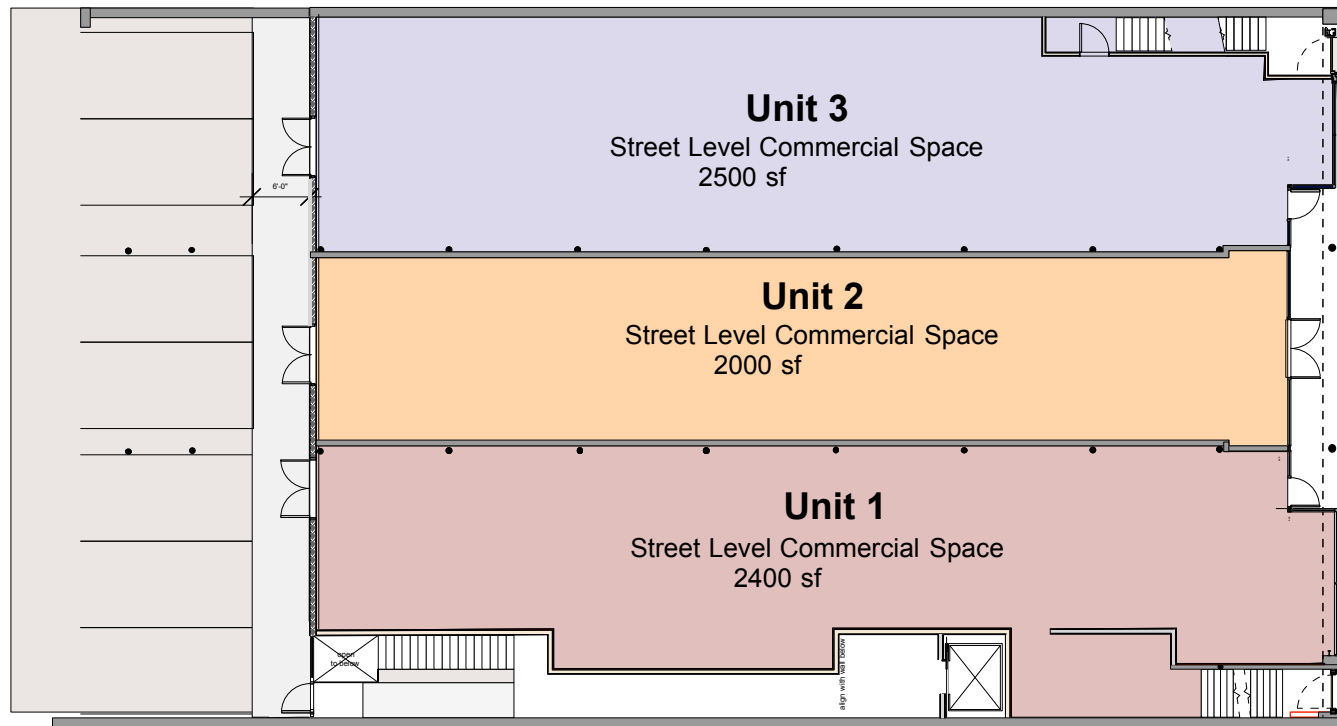 Unit 3
Street Level Commercial Space
2500 sf
6'-0"
Unit 2
Street Level Commercial Space
2000 sf
Unit 1
Street Level Commercial Space
2400 sf
open
to below
align with wall below